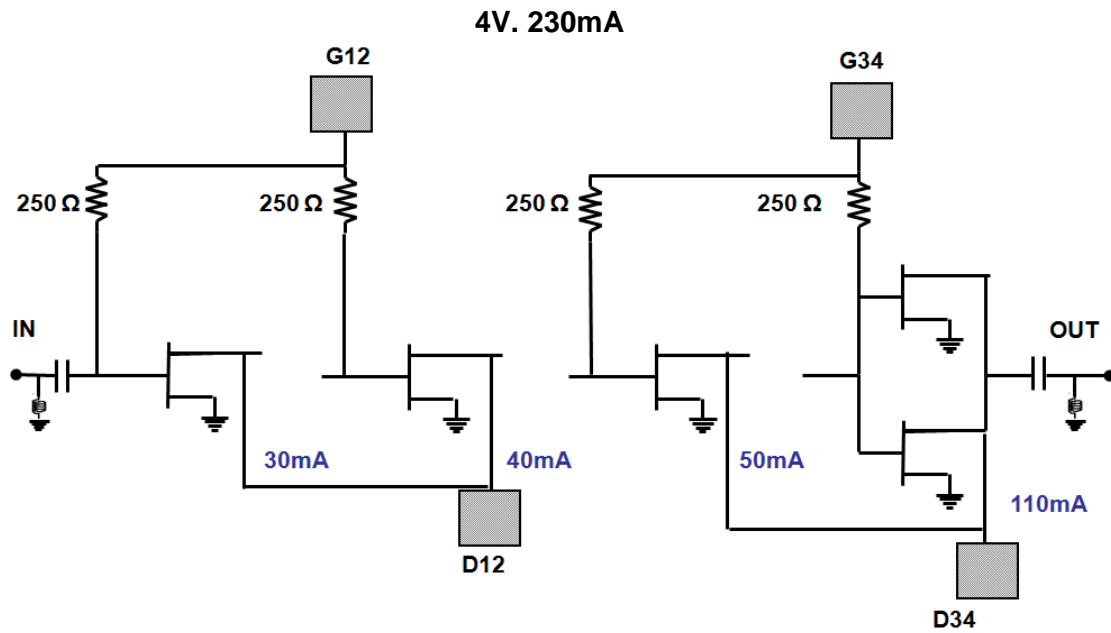 4V. 230mA
G12
G34
250 Ω
250 Ω
250 Ω
250 Ω
IN
OUT
30mA
40mA
50mA
110mA
D12
D34